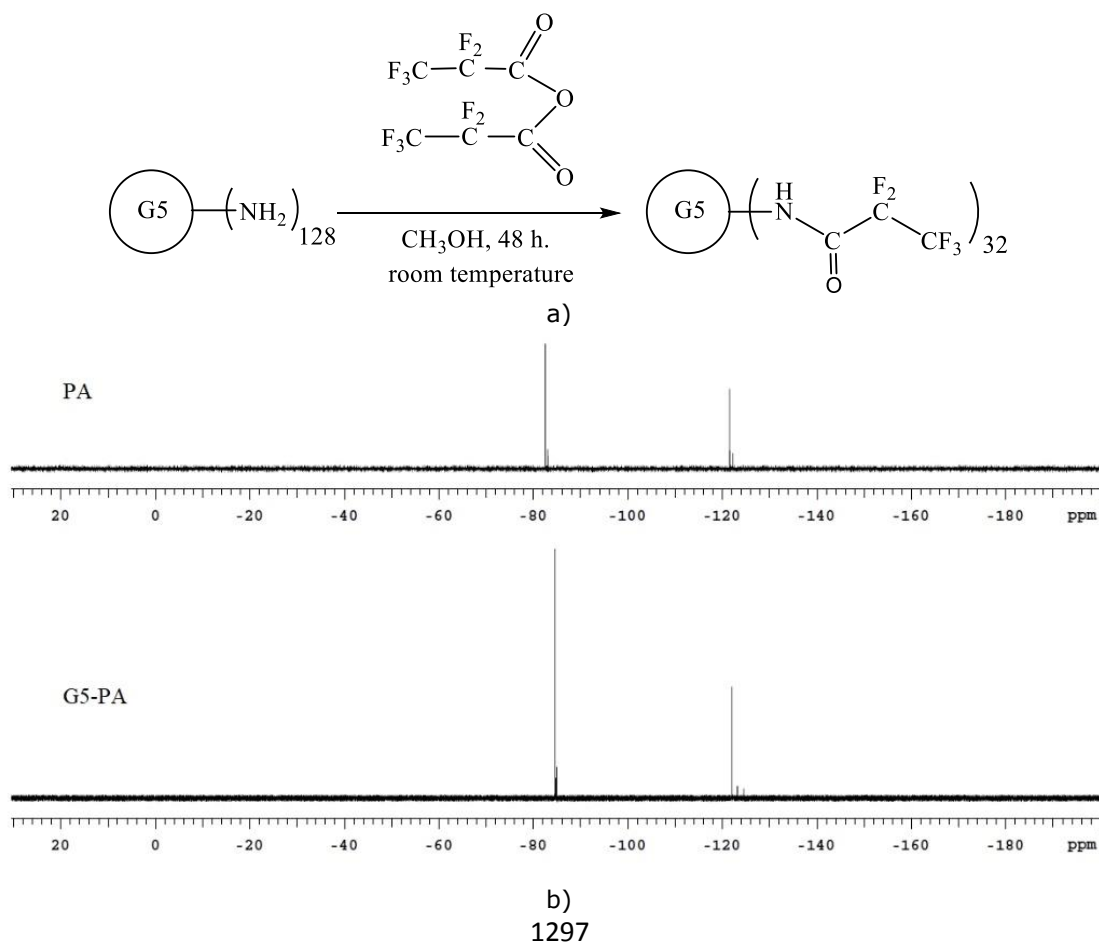 O
F2
F3C C C
O
F2
F3C C C
O
G5 (NH2)128
CH3OH, 48 h.
room temperature
G5 (
H
N
C
O
F2
C
CF3
)32
a)
PA
20 0 -20 -40 -60 -80 -100 -120 -140 -160 -180 ppm
G5-PA
20 0 -20 -40 -60 -80 -100 -120 -140 -160 -180 ppm
b)
1297